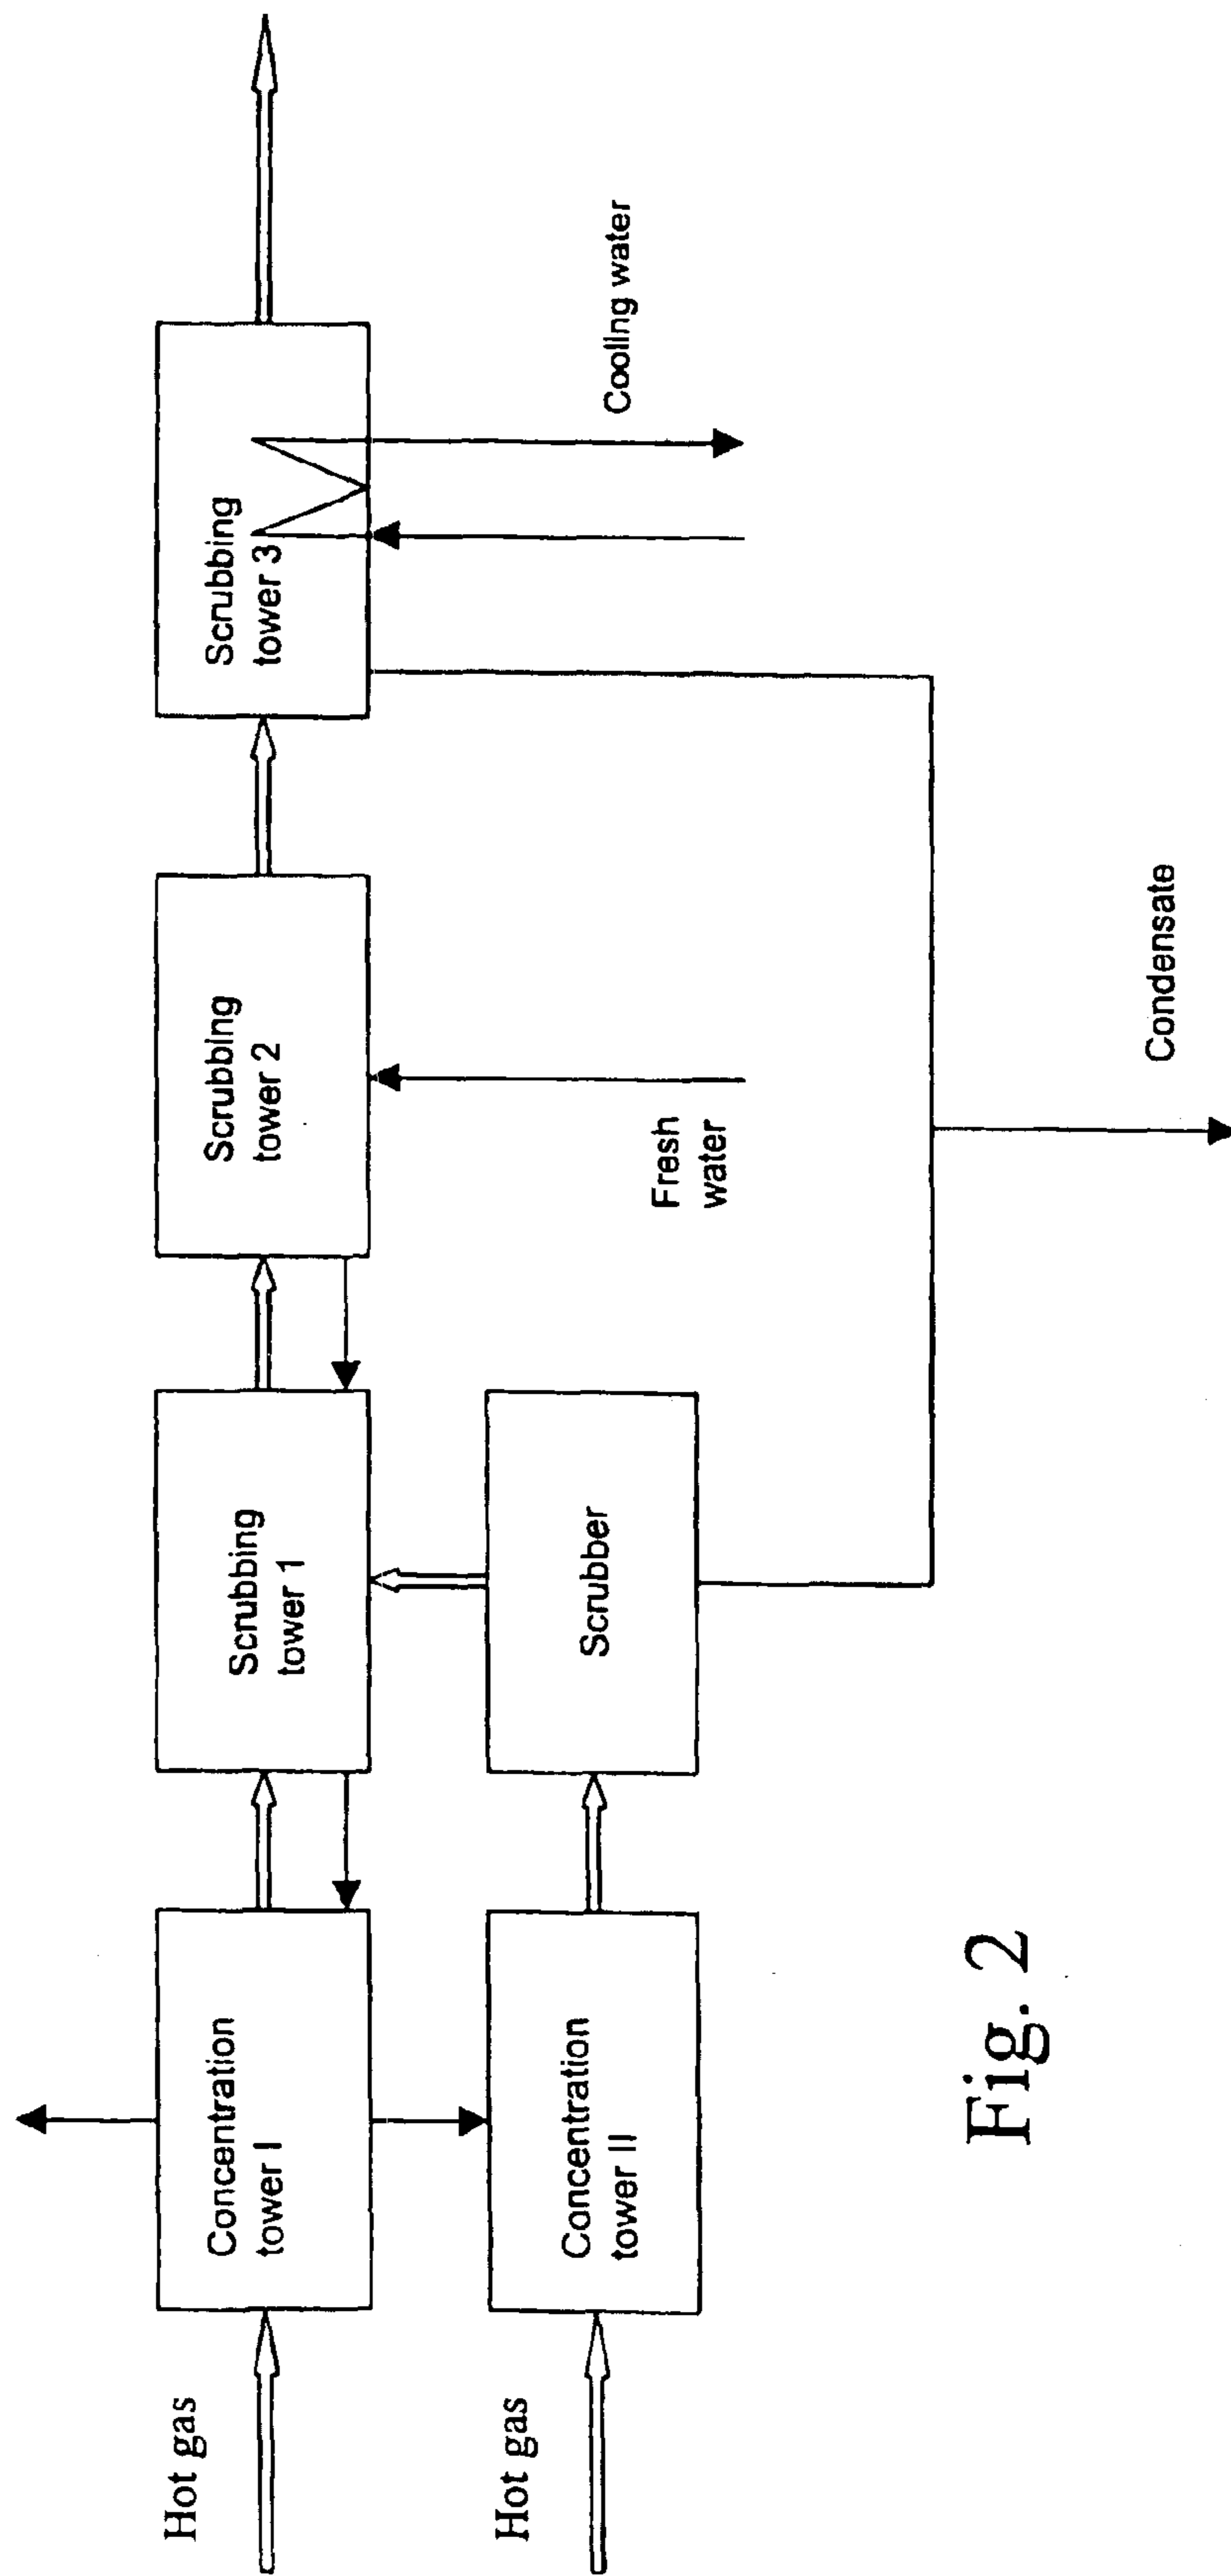 Hot gas
Concentration
tower I
Scrubbing
tower 1
Scrubbing
tower 2
Scrubbing
tower 3
Hot gas
Concentration
tower II
Scrubber
Fresh
water
Cooling water
Condensate
Fig. 2